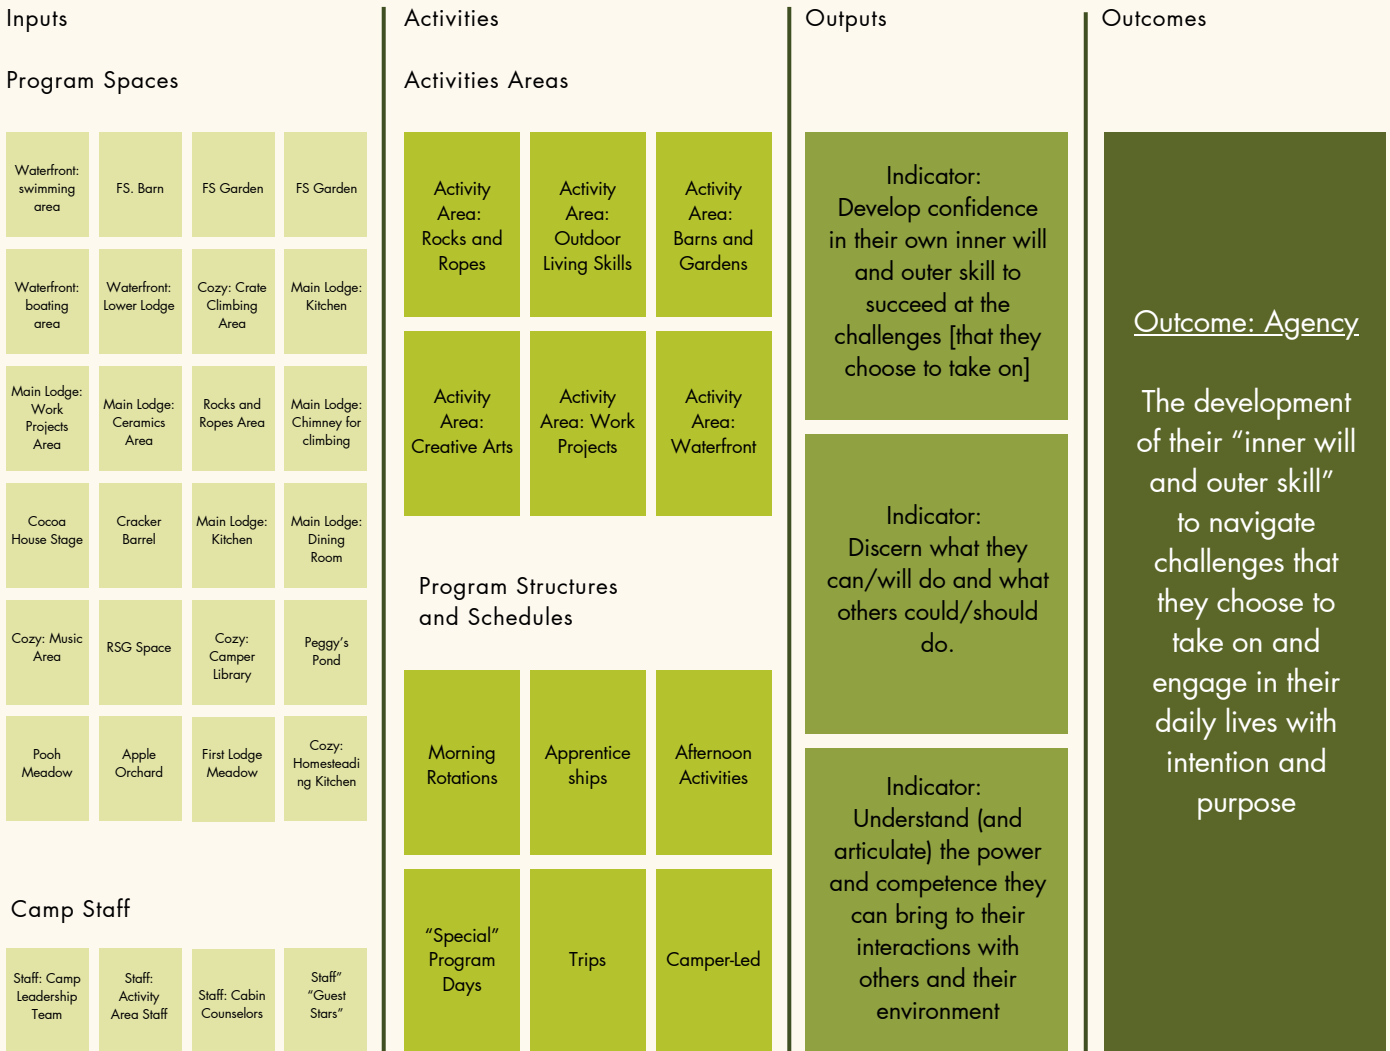 Inputs
Program Spaces
Waterfront:
swimming
area
FS. Barn
FS Garden
FS Garden
Waterfront:
boating
area
Waterfront:
Lower Lodge
Cozy: Crate
Climbing
Area
Main Lodge:
Kitchen
Main Lodge:
Work
Projects
Area
Main Lodge:
Ceramics
Area
Rocks and
Ropes Area
Main Lodge:
Chimney for
climbing
Cocoa
House Stage
Cracker
Barrel
Main Lodge:
Kitchen
Main Lodge:
Dining
Room
Cozy: Music
Area
RSG Space
Cozy:
Camper
Library
Peggy’s
Pond
Pooh
Meadow
Apple
Orchard
First Lodge
Meadow
Cozy:
Homesteadi
ng Kitchen
Camp Staff
Staff: Camp
Leadership
Team
Staff:
Activity
Area Staff
Staff: Cabin
Counselors
Staff”
“Guest
Stars”
Activities
Activities Areas
Activity
Area:
Rocks and
Ropes
Activity
Area:
Outdoor
Living Skills
Activity
Area:
Barns and
Gardens
Activity
Area:
Creative Arts
Activity
Area: Work
Projects
Activity
Area:
Waterfront
Program Structures
and Schedules
Morning
Rotations
Apprentice
ships
Afternoon
Activities
“Special”
Program
Days
Trips
Camper-Led
Outputs
Indicator:
Develop confidence
in their own inner will
and outer skill to
succeed at the
challenges [that they
choose to take on]
Indicator:
Discern what they
can/will do and what
others could/should
do.
Indicator:
Understand (and
articulate) the power
and competence they
can bring to their
interactions with
others and their
environment
Outcomes
Outcome: Agency
The development
of their “inner will
and outer skill”
to navigate
challenges that
they choose to
take on and
engage in their
daily lives with
intention and
purpose